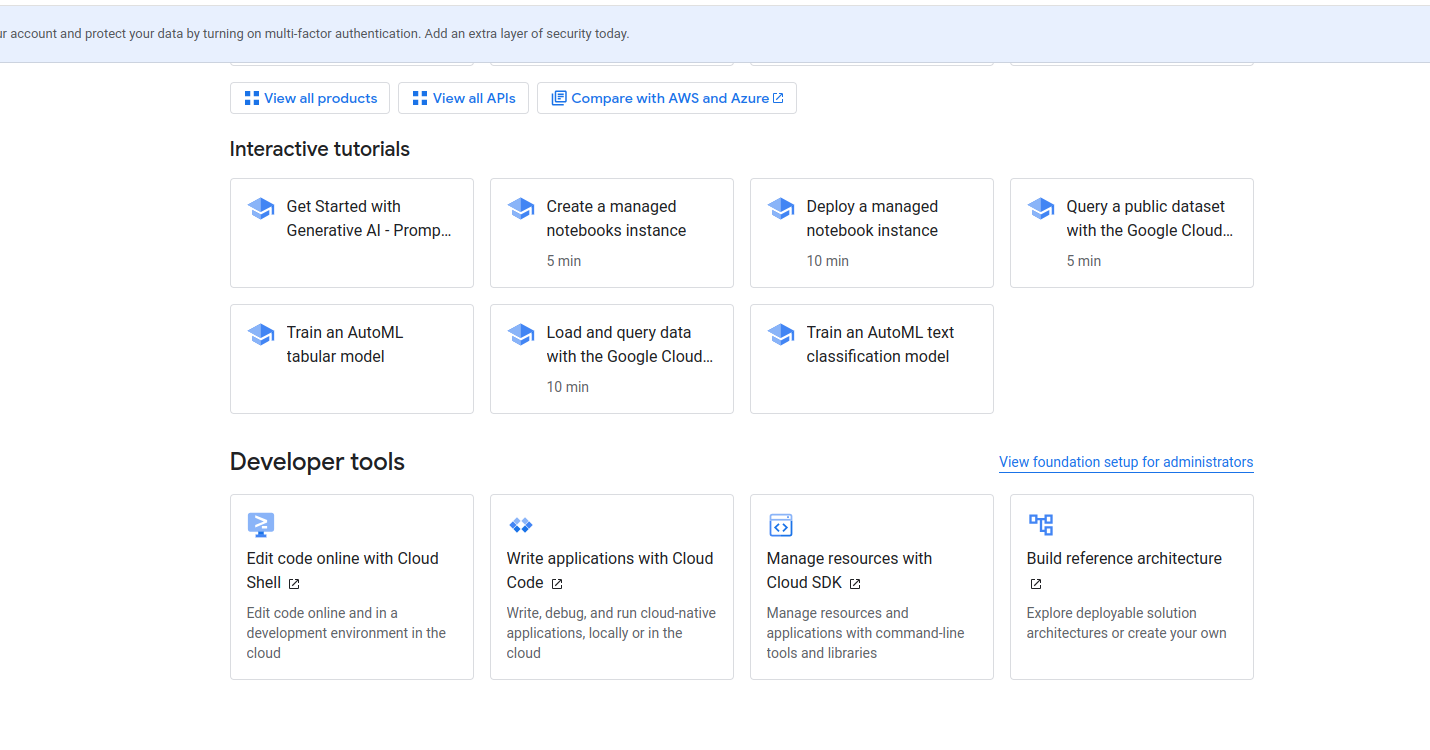 account and protect your data by turning on multi-factor authentication. Add an extra layer of security today.
View all products
View all APIs
Compare with AWS and Azure
Interactive tutorials
Get Started with
Generative AI - Promp...
Create a managed
notebooks instance
5 min
Deploy a managed
notebook instance
10 min
Query a public dataset
with the Google Cloud...
5 min
Train an AutoML
tabular model
Load and query data
with the Google Cloud...
10 min
Train an AutoML text
classification model
Developer tools
View foundation setup for administrators
Edit code online with Cloud
Shell
Edit code online and in a
development environment in the
cloud
Write applications with Cloud
Code
Write, debug, and run cloud-native
applications, locally or in the
cloud
Manage resources with
Cloud SDK
Manage resources and
applications with command-line
tools and libraries
Build reference architecture
Explore deployable solution
architectures or create your own